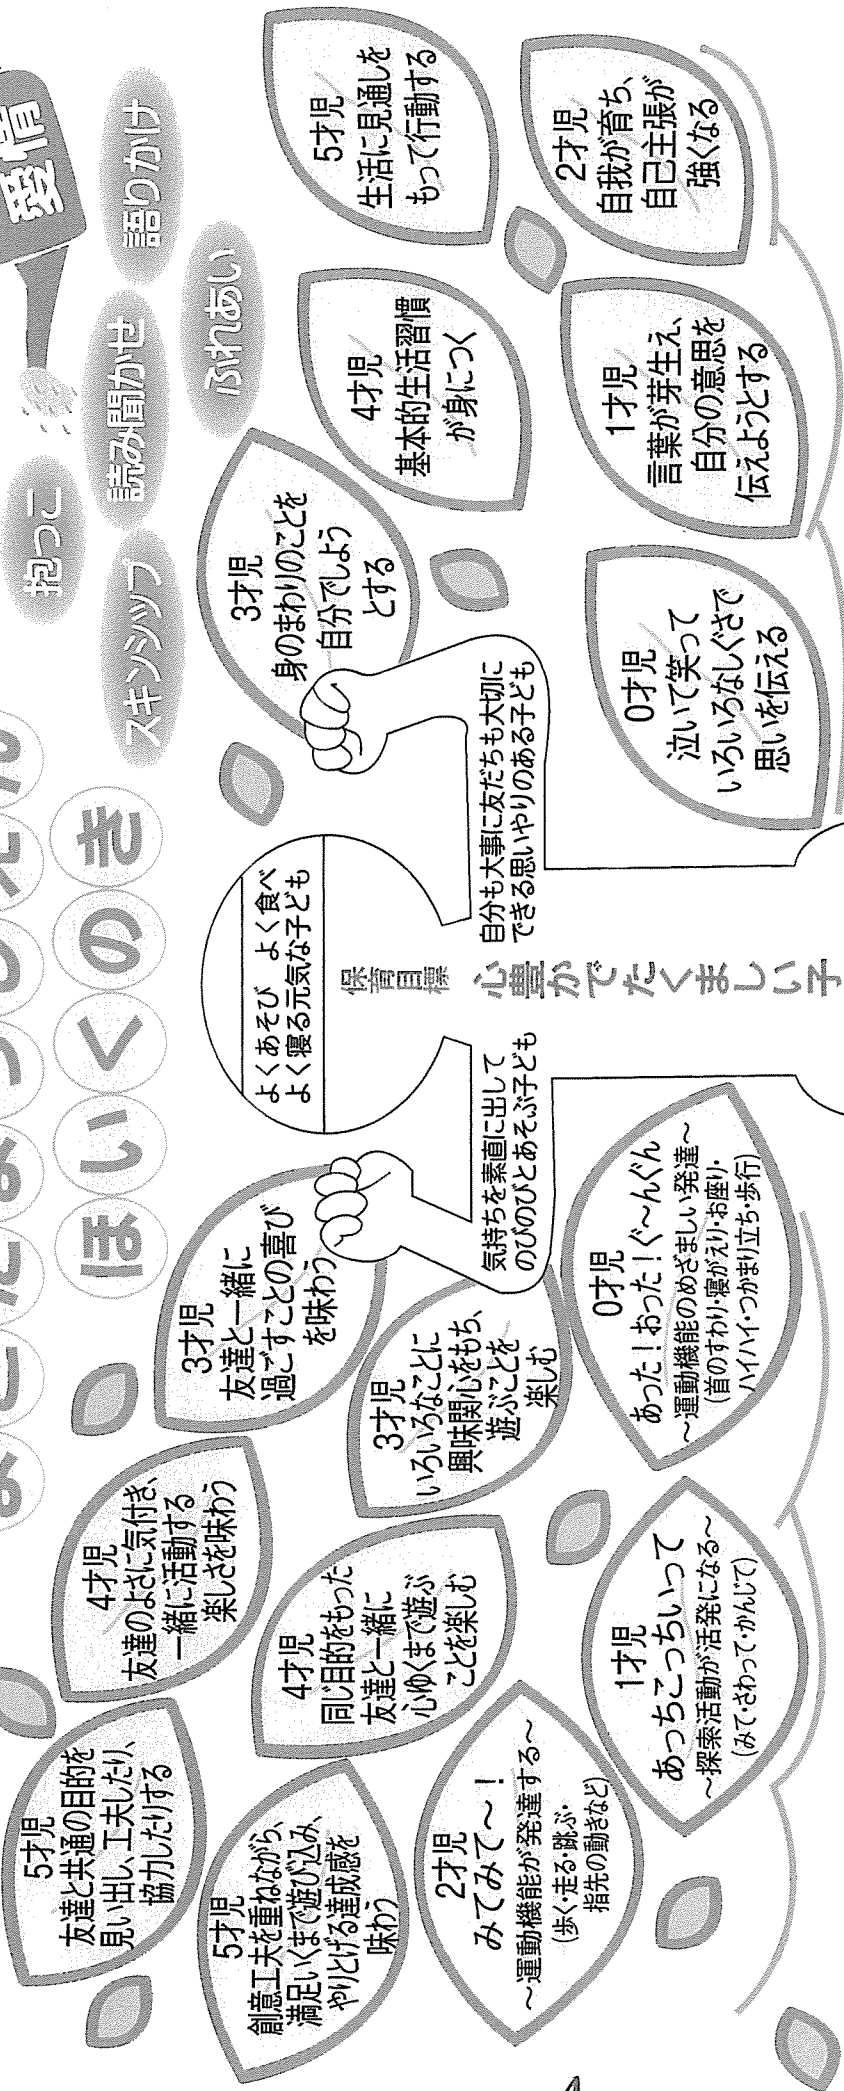 ほいくのき
愛情
抱っこ
語りかけ
読み聞かせ
スキンシップ
ふれあい
5才児
友達と共通の目的を
見い出し、工夫したり、
協力したりする
4才児
友達のよさに気付き、
一緒に活動する
楽しさを味わう
3才児
友達と一緒に
過ごすことの喜び
を味わう
5才児
創意工夫を重ねながら、
満足いくまで遊び込み、
やりとげる達成感を
味わう
4才児
同じ目的をもった
友達と一緒に
心ゆくまで遊ぶ
ことを楽しむ
3才児
いろいろなことに
興味関心をもち、
遊ぶことを
楽しむ
2才児
みてみて〜！
〜運動機能が発達する〜
(歩く・走る・跳ぶ・
指先の動きなど)
1才児
あっちこっちいって
〜探索活動が活発になる〜
(みて・さわって・かんじて)
0才児
あった！おった！ぐ〜んぐん
〜運動機能のめざましい発達〜
(首のすわり・寝がえり・お座り・
ハイハイ・つかまり立ち・歩行)
よくあそび よく食べ
よく寝る元気な子ども
保育目標
心豊かでたくましい子
気持ちを素直に出して
のびのびとあそぶ子ども
自分も大事に友だちも大切に
できる思いやりのある子ども
3才児
身のまわりのことを
自分でしよう
とする
4才児
基本的生活習慣
が身につく
5才児
生活に見通しを
もって行動する
0才児
泣いて笑って
いろいろなしぐさで
思いを伝える
1才児
言葉が芽生え、
自分の意思を
伝えようとする
2才児
自我が育ち、
自己主張が
強くなる